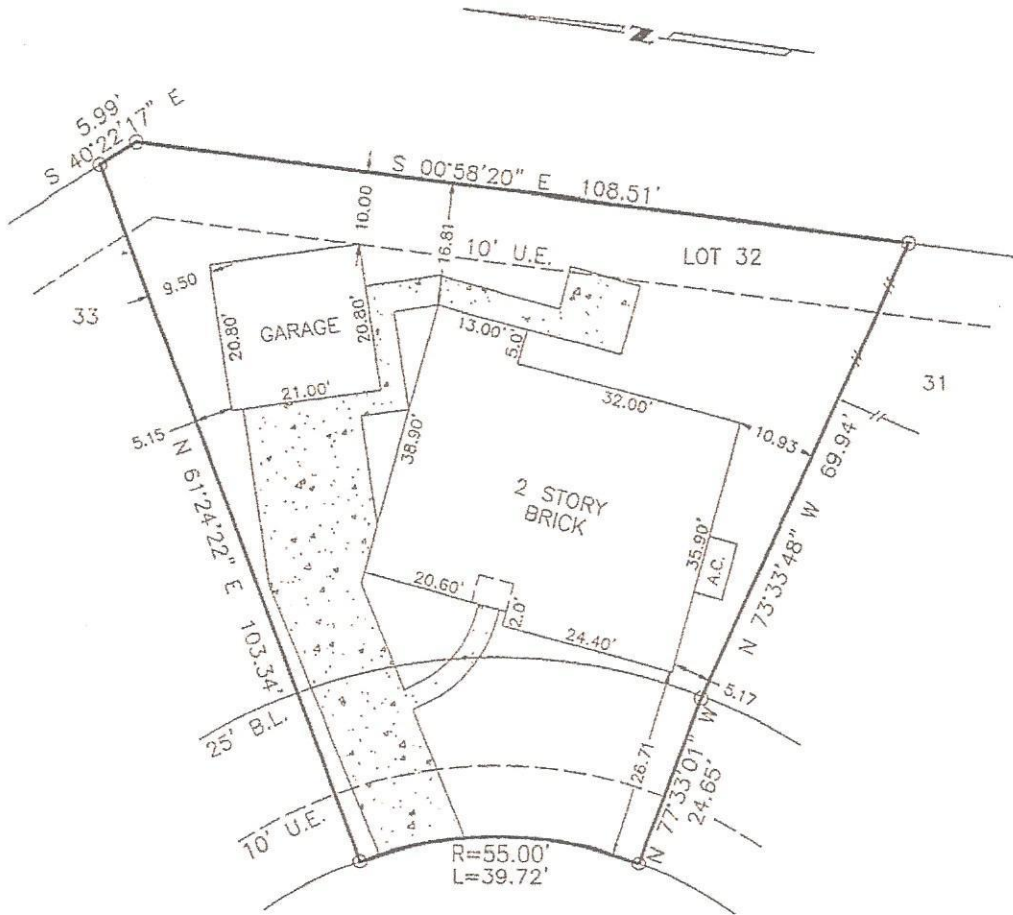 N
5.99'
S 40°22'17" E
S 00°58'20" E 108.51'
10.00
16.81
10' U.E.
LOT 32
9.50
33
GARAGE
20.80'
20.80'
13.00'
5.0'
31
21.00'
32.00'
5.15
10.93
38.90'
N 61°24'22" E 103.34'
2 STORY
BRICK
N 73°33'48" W 69.94'
35.90'
A.C.
20.60'
2.0'
24.40'
5.17
25' B.L.
26.71
N 77°33'01" W
24.65'
10' U.E.
R=55.00'
L=39.72'